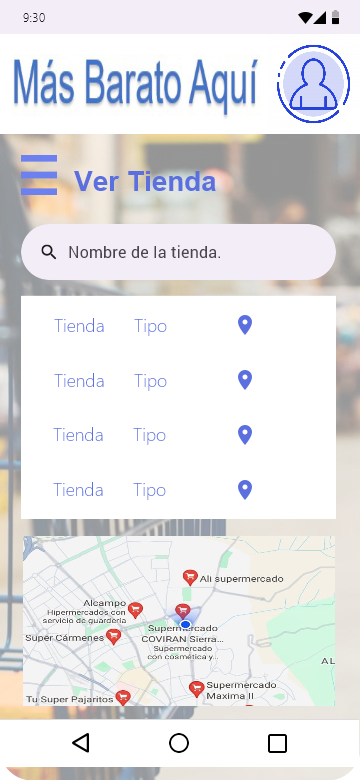 9:30
Más Barato Aquí
Ver Tienda
Nombre de la tienda.
Tienda Tipo
Tienda Tipo
Tienda Tipo
Tienda Tipo
Ali supermercado
Alcampo
Hipermercados con
servicio de guardería
Supermercado
COVIRAN Sierra...
Supermercado
con cosmética y...
Super Cármenes
AL
Supermercado
Maxima II
Tu Super Pajaritos